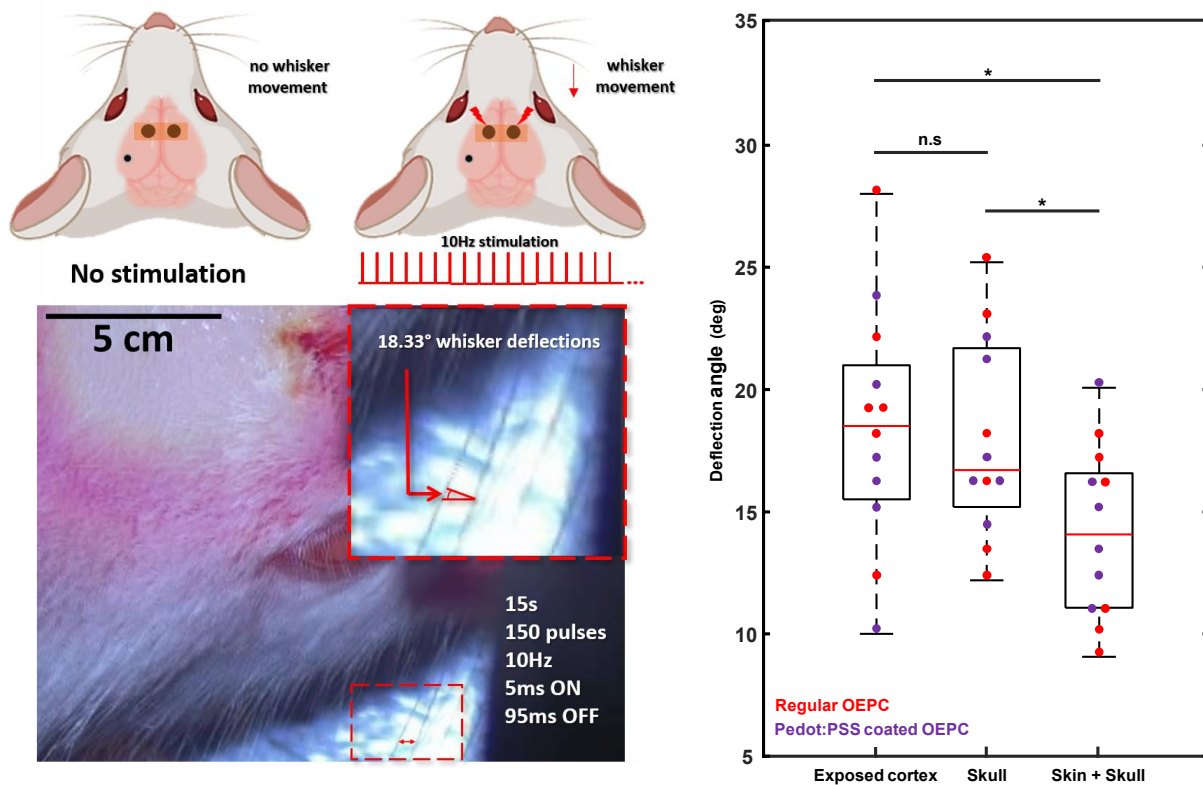 no whisker
movement
whisker
movement
10Hz stimulation
No stimulation
5 cm
18.33° whisker deflections
15s
150 pulses
10Hz
5ms ON
95ms OFF
Deflection angle (deg)
35
30
25
20
15
10
5
*
n.s
*
Regular OEPC
Pedot:PSS coated OEPC
Exposed cortex
Skull
Skin + Skull